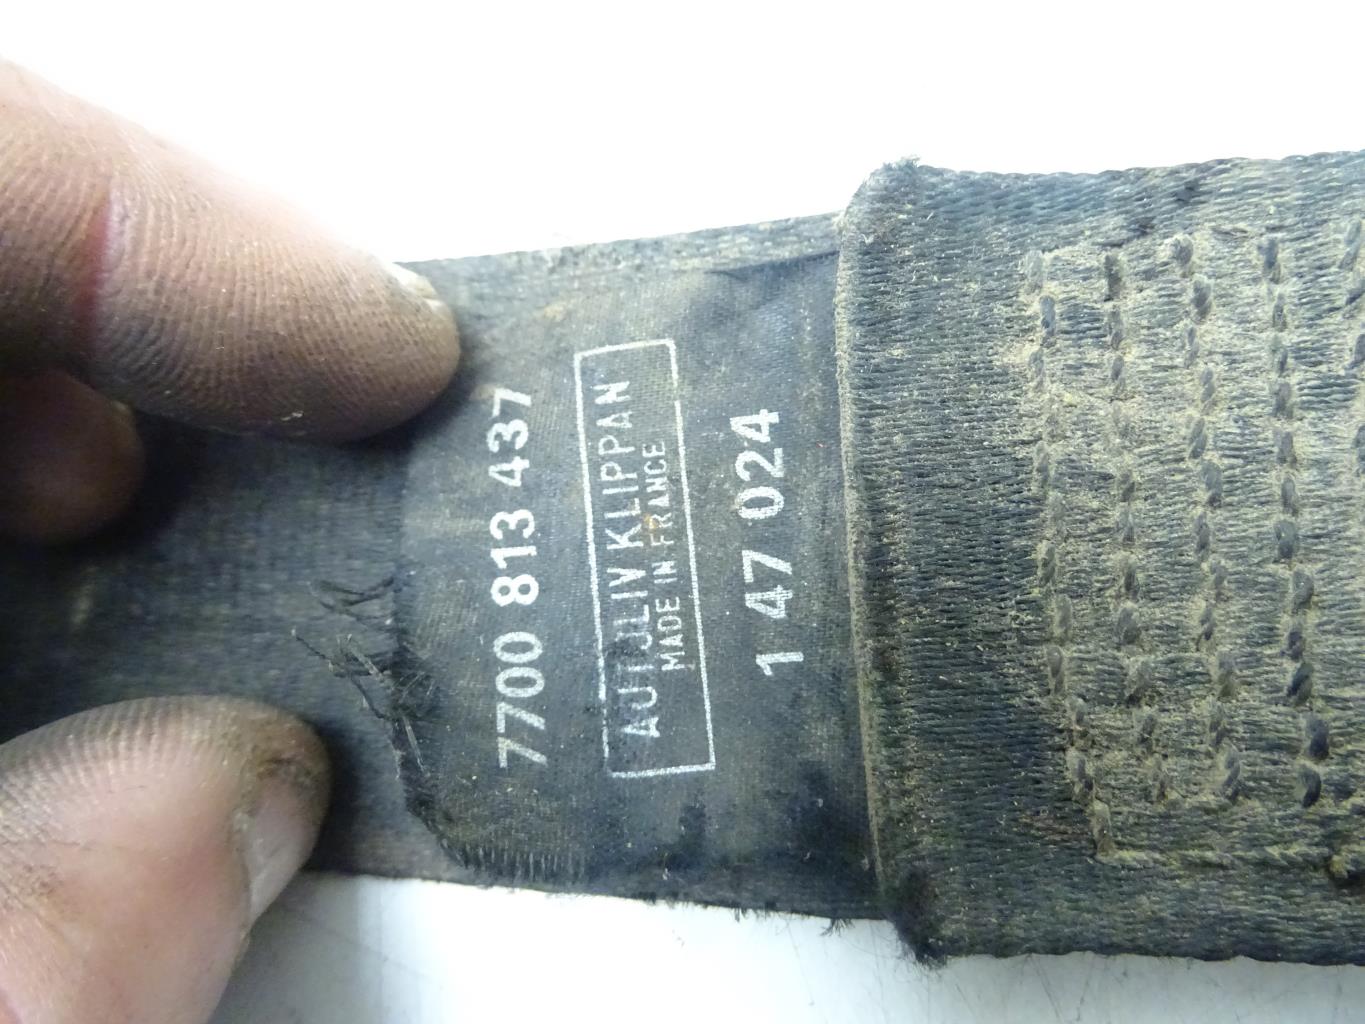 7700 813 437
AUTOLIV KLIPPAN
MADE IN FRANCE
1 47 024